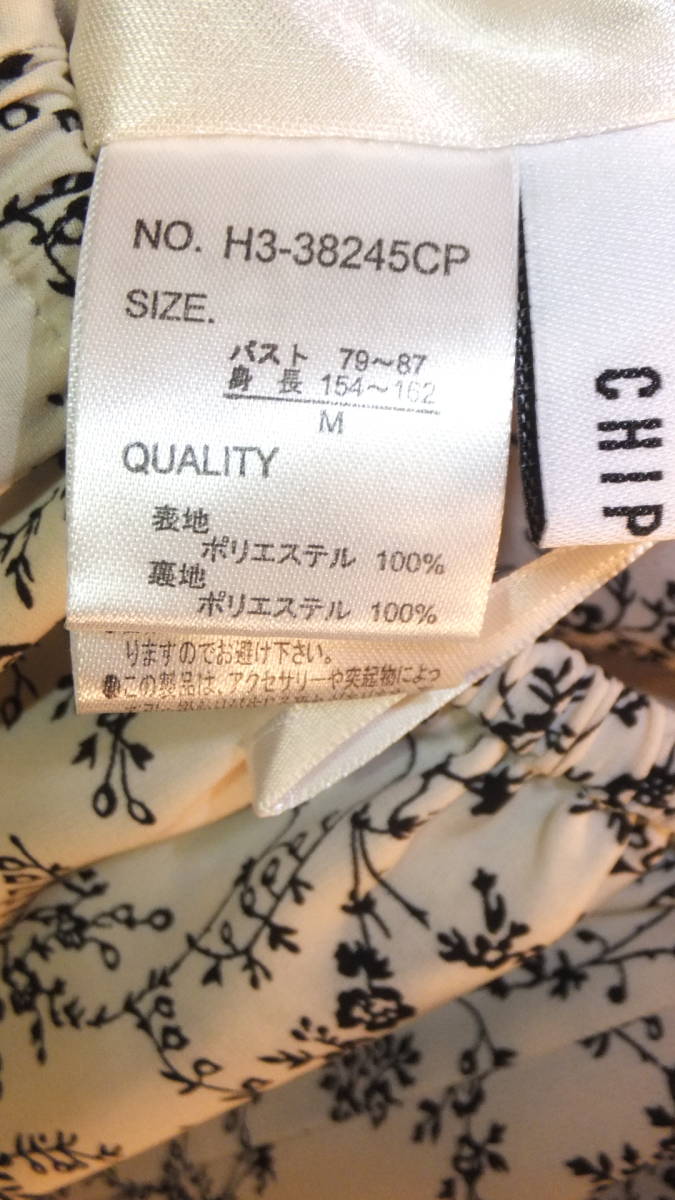 NO. H3-38245CP
SIZE.
バスト 79～87
身長 154～162
M
QUALITY
表地
ポリエステル 100%
裏地
ポリエステル 100%
りますのでお避け下さい。
●この製品は、アクセサリーや突起物によっ
CHIP